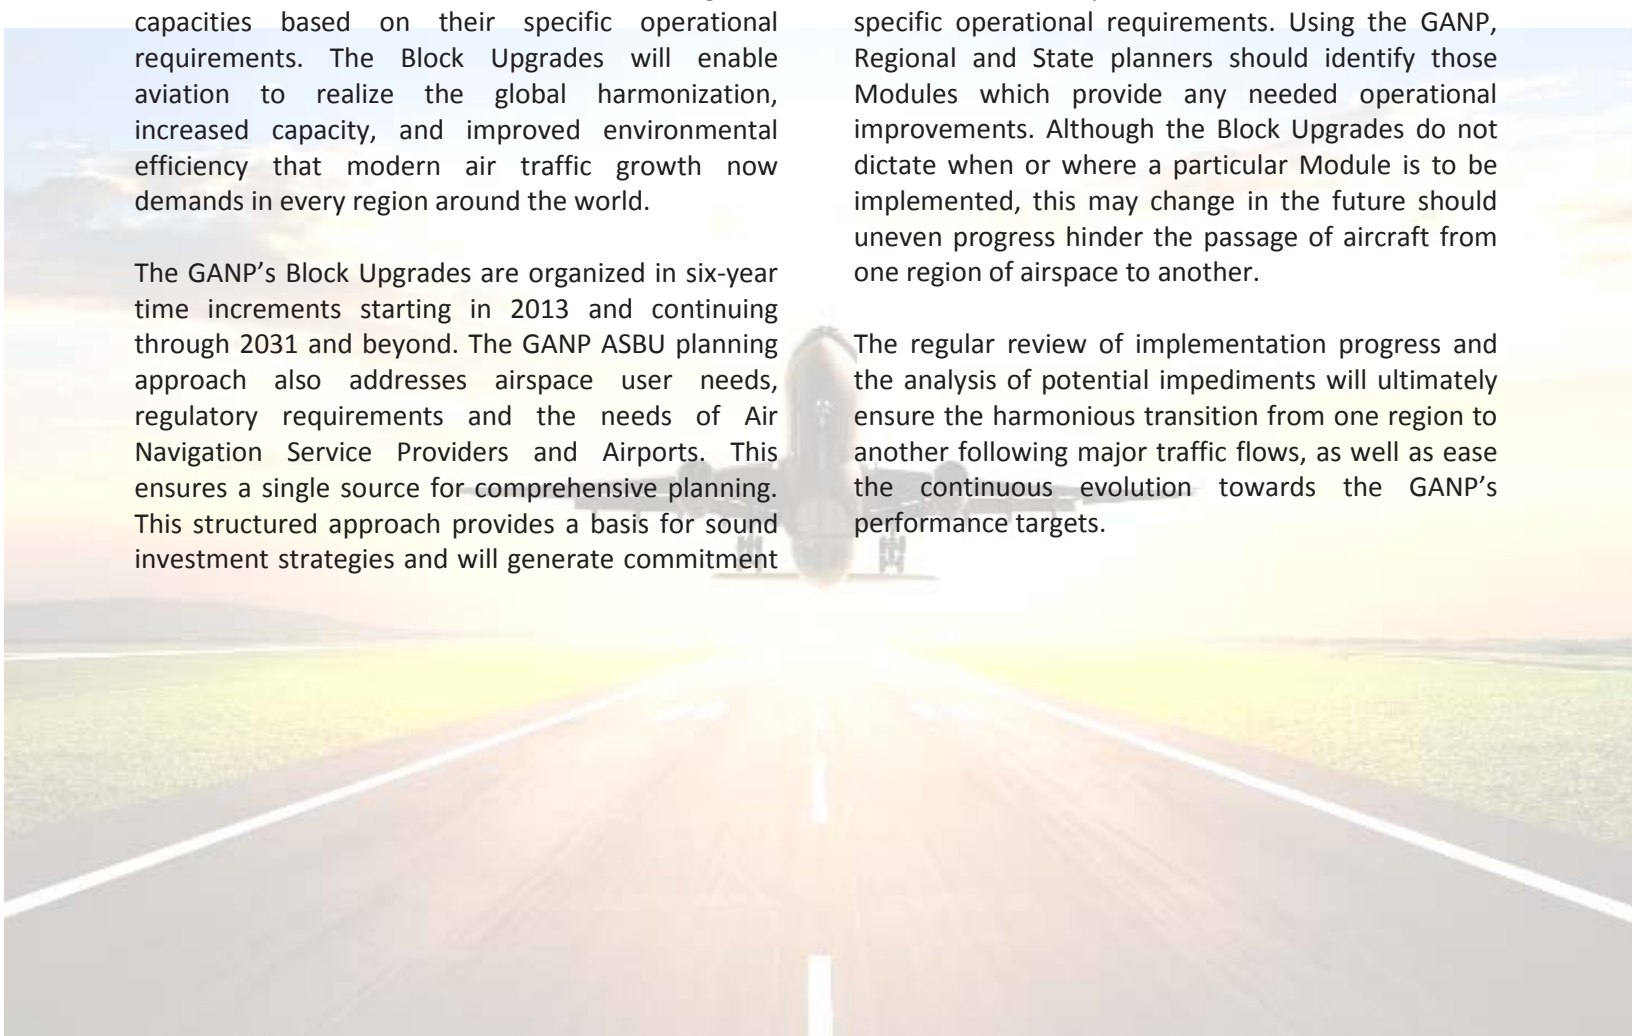 capacities based on their specific operational
requirements. The Block Upgrades will enable
aviation to realize the global harmonization,
increased capacity, and improved environmental
efficiency that modern air traffic growth now
demands in every region around the world.
The GANP’s Block Upgrades are organized in six-year
time increments starting in 2013 and continuing
through 2031 and beyond. The GANP ASBU planning
approach also addresses airspace user needs,
regulatory requirements and the needs of Air
Navigation Service Providers and Airports. This
ensures a single source for comprehensive planning.
This structured approach provides a basis for sound
investment strategies and will generate commitment
specific operational requirements. Using the GANP,
Regional and State planners should identify those
Modules which provide any needed operational
improvements. Although the Block Upgrades do not
dictate when or where a particular Module is to be
implemented, this may change in the future should
uneven progress hinder the passage of aircraft from
one region of airspace to another.
The regular review of implementation progress and
the analysis of potential impediments will ultimately
ensure the harmonious transition from one region to
another following major traffic flows, as well as ease
the continuous evolution towards the GANP’s
performance targets.